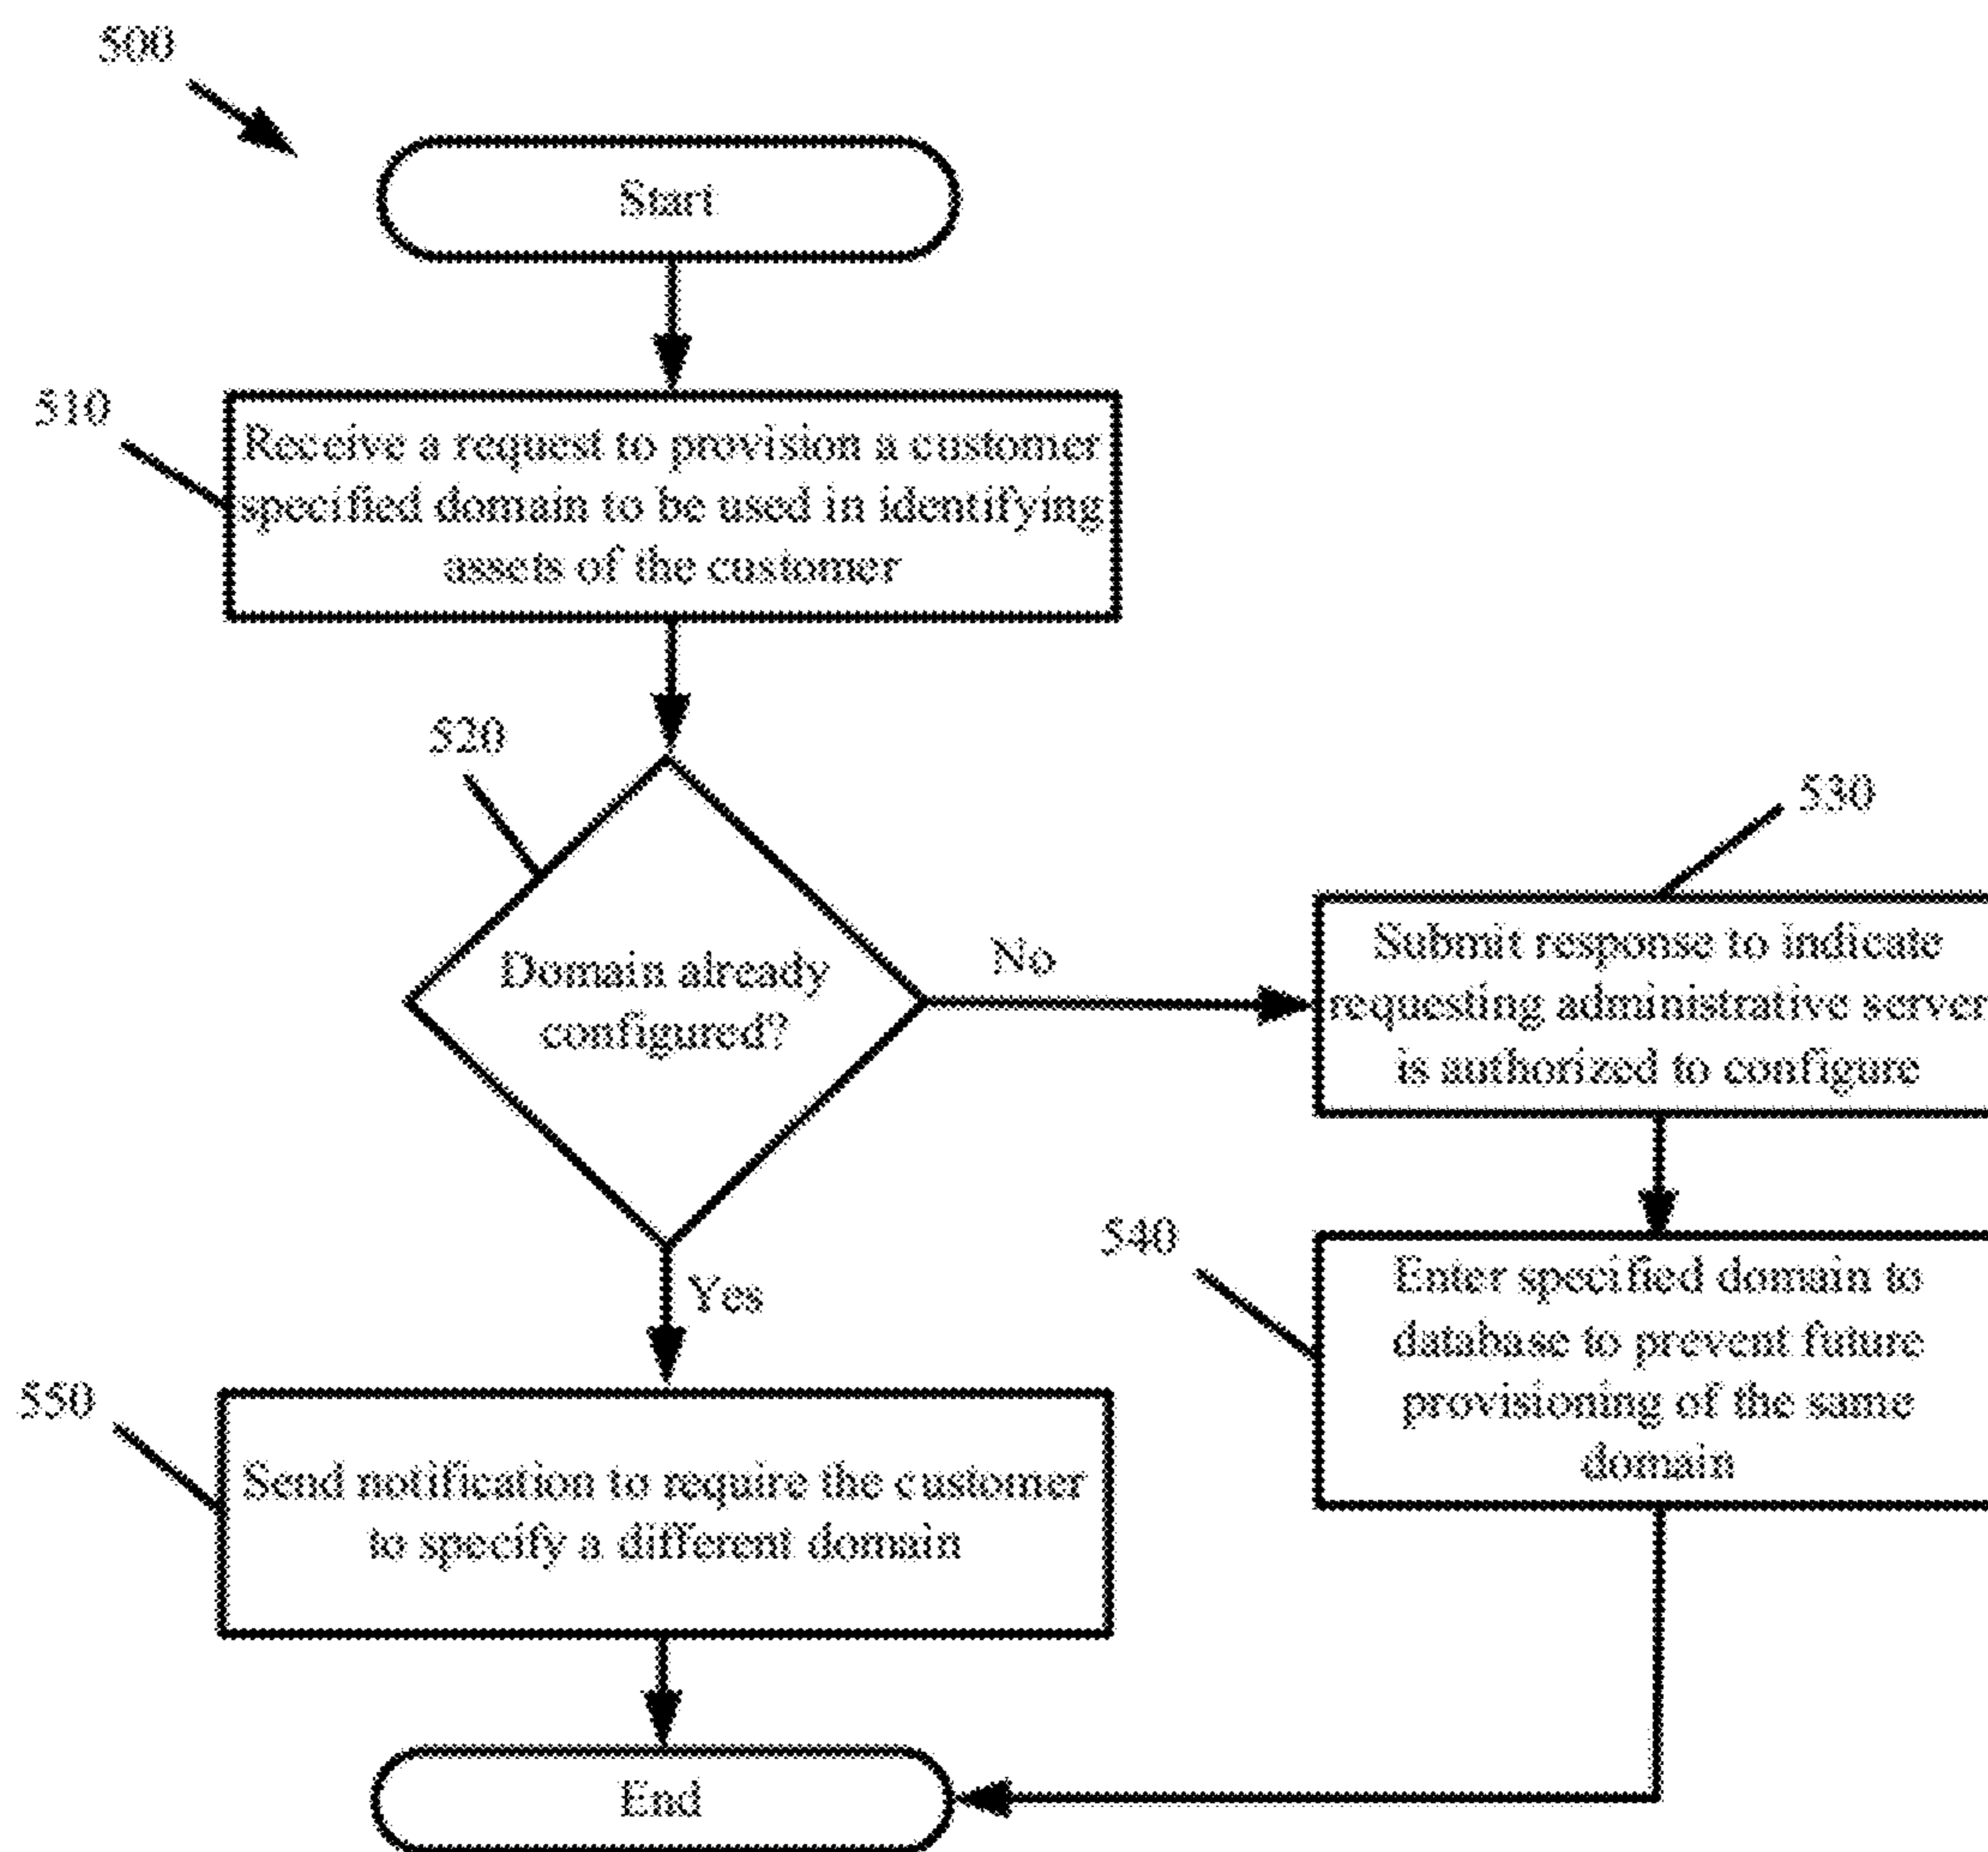 500
Start
510
Receive a request to provision a customer
specified domain to be used in identifying
assets of the customer
520
Domain already
configured?
No
530
Submit response to indicate
requesting administrative server
is authorized to configure
540
Enter specified domain to
database to prevent future
provisioning of the same
domain
Yes
550
Send notification to require the customer
to specify a different domain
End